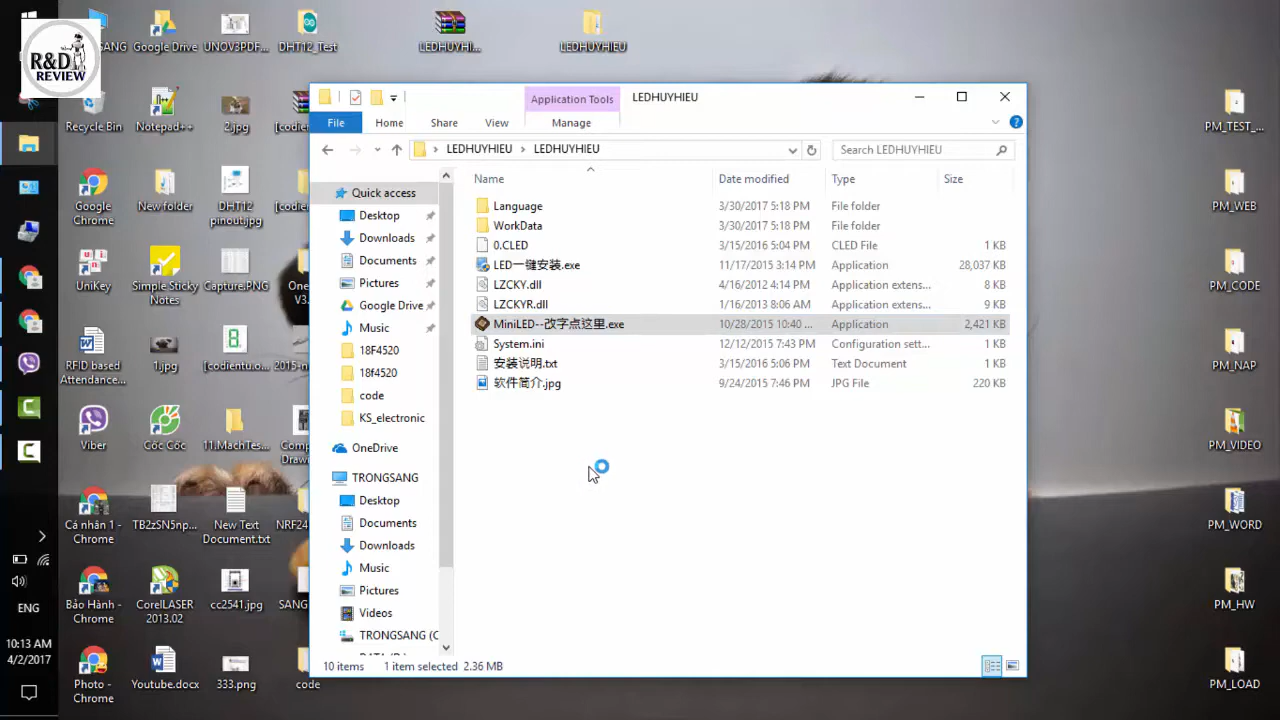 R&D
REVIEW
ANG
Google Drive
UNOV3PDF...
DHT12_Test
LEDHUYHI...
LEDHUYHIEU
Recycle Bin
Notepad++
2.jpg
[codien
Google
Chrome
New folder
DHT12
pinout.jpg
[codien
UniKey
Simple Sticky
Notes
Capture.PNG
One
V3.
RFID based
Attendance...
1.jpg
[codientu.o...
2015-n
Viber
Cốc Cốc
11.MachTes...
Comp
Drawi
Cá nhân 1 -
Chrome
TB2zSN5np...
New Text
Document.txt
NRF24
Bảo Hành -
Chrome
CorelLASER
2013.02
cc2541.jpg
SANG
Photo -
Chrome
Youtube.docx
333.png
code
ENG
10:13 AM
4/2/2017
Application Tools
LEDHUYHIEU
File
Home
Share
View
Manage
LEDHUYHIEU
LEDHUYHIEU
Search LEDHUYHIEU
Quick access
Desktop
Downloads
Documents
Pictures
Google Drive
Music
18F4520
18f4520
code
KS_electronic
OneDrive
TRONGSANG
Desktop
Documents
Downloads
Music
Pictures
Videos
TRONGSANG (C
Name Date modified Type Size
Language 3/30/2017 5:18 PM File folder
WorkData 3/30/2017 5:18 PM File folder
0.CLED 3/15/2016 5:04 PM CLED File 1 KB
LED一键安装.exe 11/17/2015 3:14 PM Application 28,037 KB
LZCKY.dll 4/16/2012 4:14 PM Application extens... 8 KB
LZCKYR.dll 1/16/2013 8:06 AM Application extens... 9 KB
MiniLED--改字点这里.exe 10/28/2015 10:40 ... Application 2,421 KB
System.ini 12/12/2015 7:43 PM Configuration sett... 1 KB
安装说明.txt 3/15/2016 5:06 PM Text Document 1 KB
软件简介.jpg 9/24/2015 7:46 PM JPG File 220 KB
10 items 1 item selected 2.36 MB
PM_TEST_...
PM_WEB
PM_CODE
PM_NAP
PM_VIDEO
PM_WORD
PM_HW
PM_LOAD